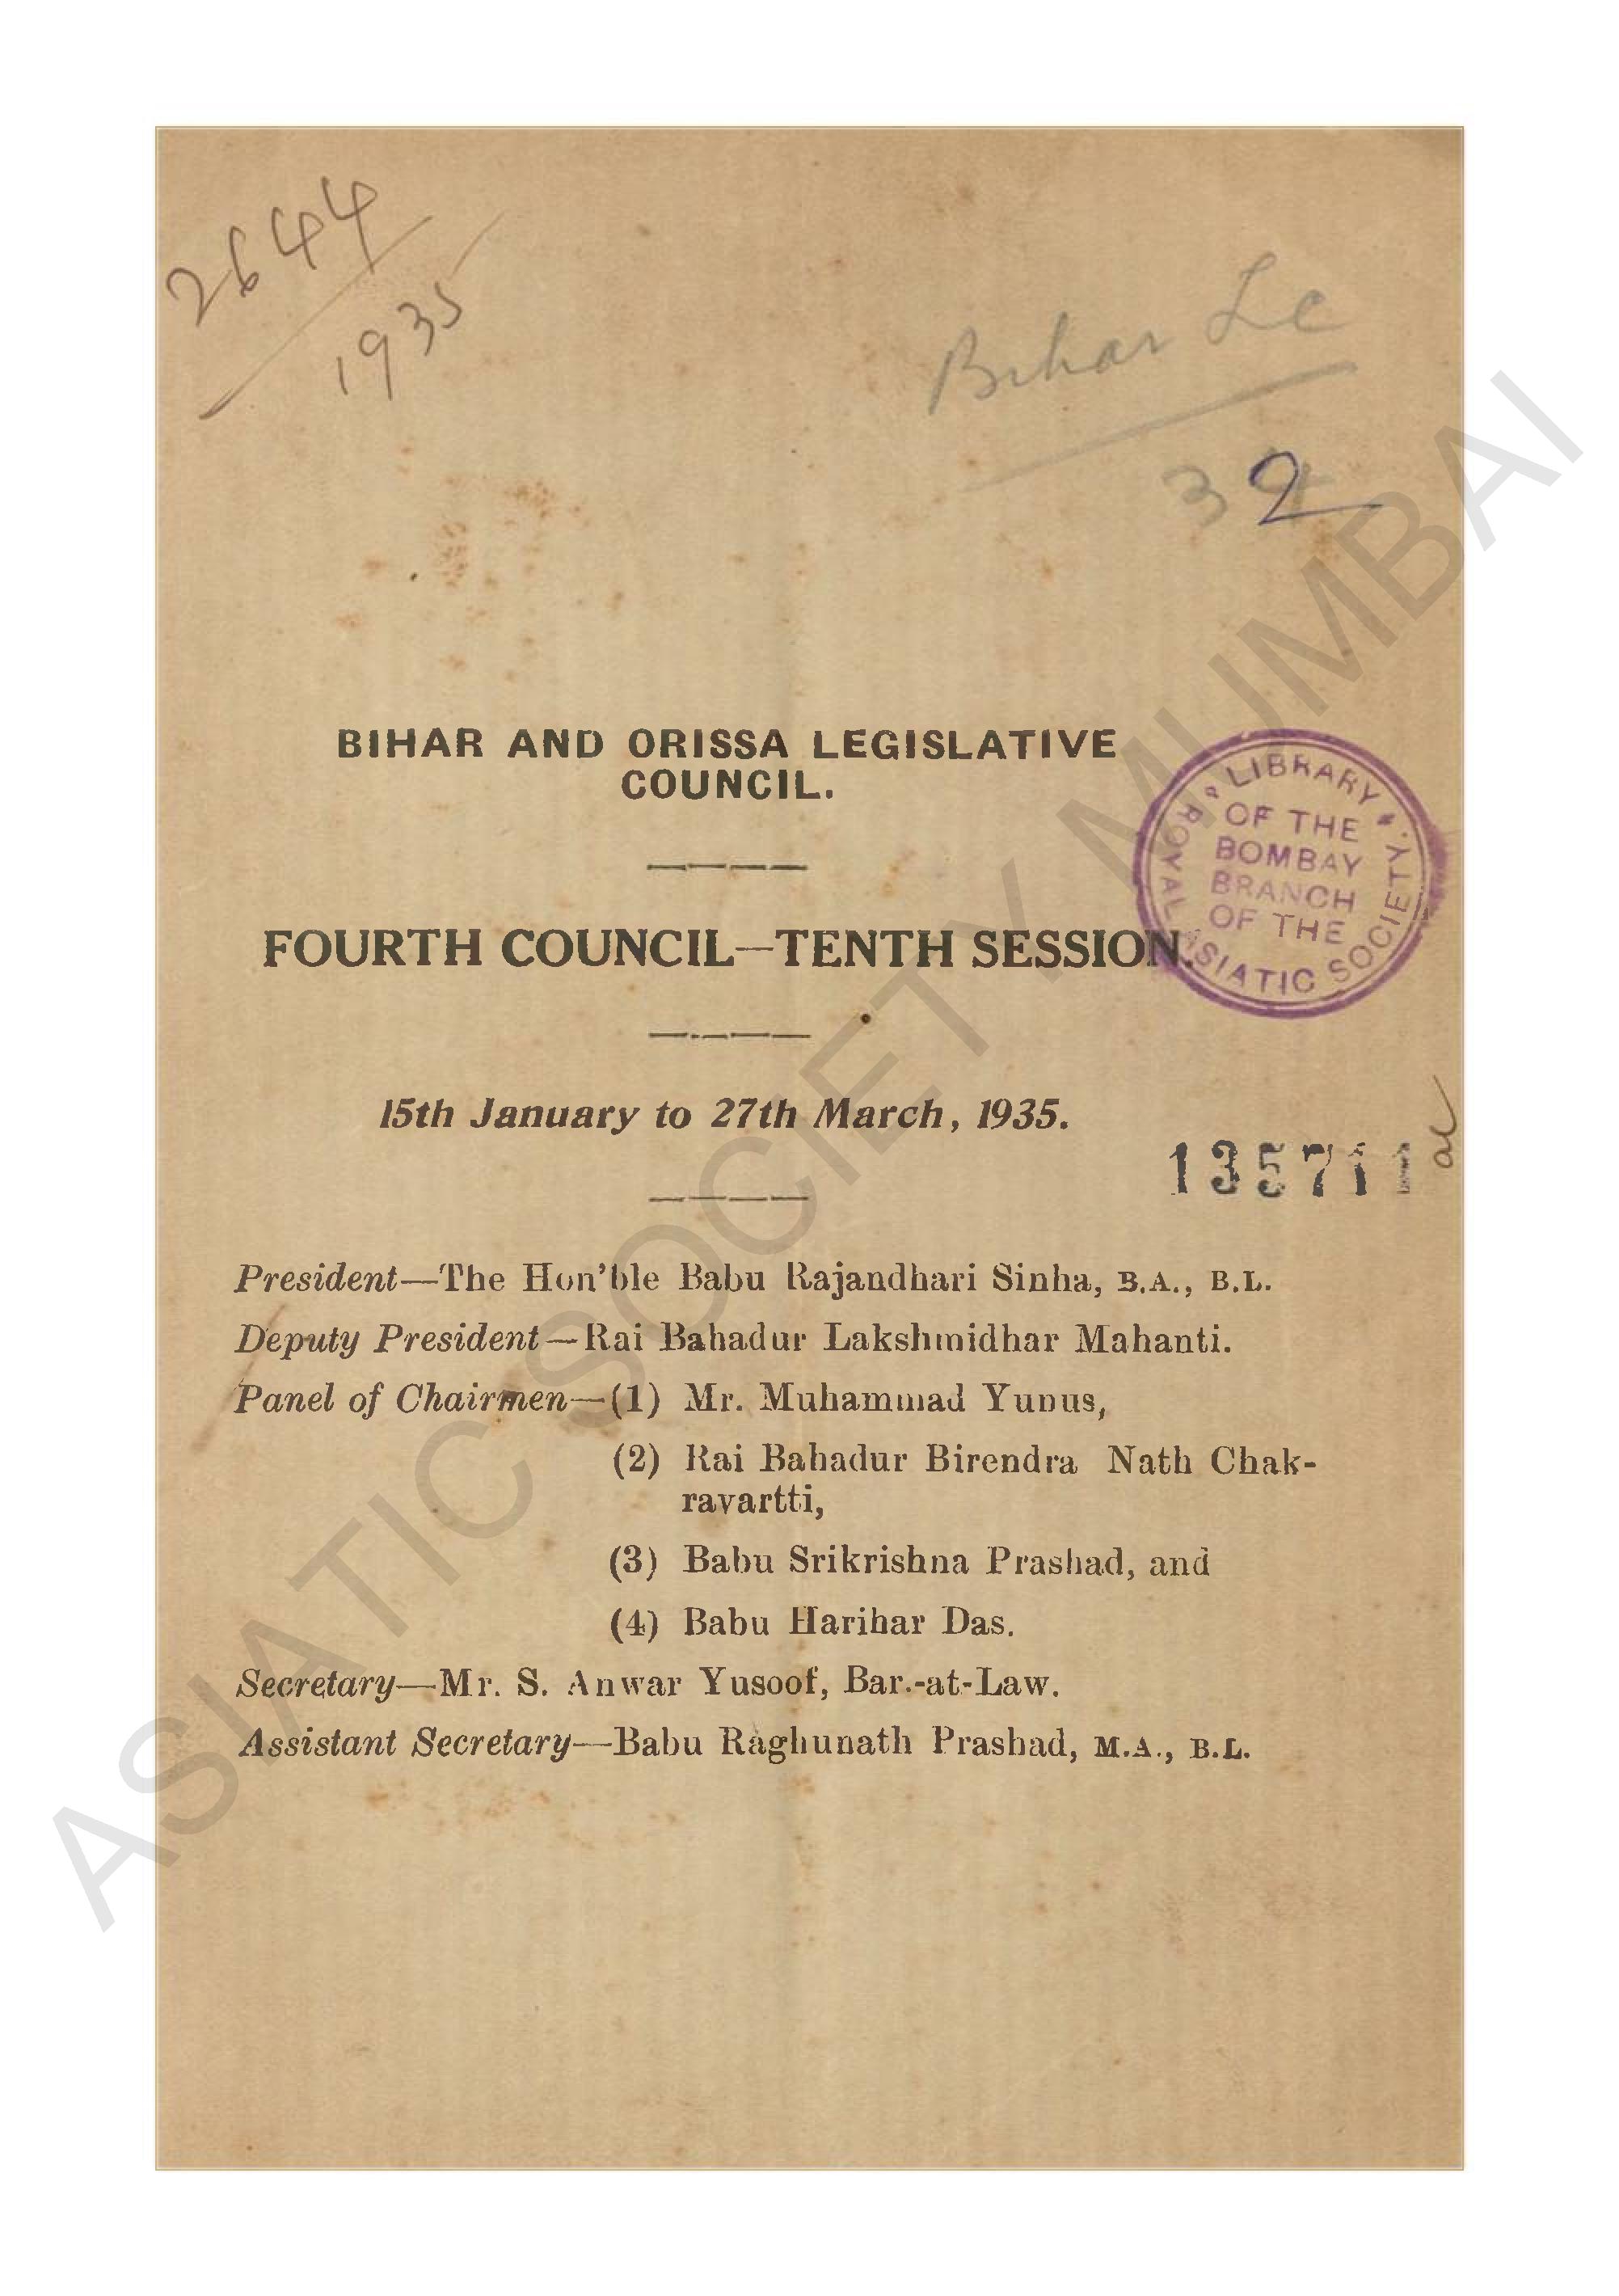 2644
1935
Bihar Lc
32
BIHAR AND ORISSA LEGISLATIVE
COUNCIL.
FOURTH COUNCIL—TENTH SESSION.
LIBRARY
OF THE
BOMBAY
BRANCH
OF THE
ROYAL ASIATIC SOCIETY.
15th January to 27th March, 1935.
135711
President—The Hon'ble Babu Rajandhari Sinha, B.A., B.L.
Deputy President—Rai Bahadur Lakshmidhar Mahanti.
Panel of Chairmen—(1) Mr. Muhammad Yunus,
(2) Rai Bahadur Birendra Nath Chak-
ravartti,
(3) Babu Srikrishna Prashad, and
(4) Babu Harihar Das.
Secretary—Mr. S. Anwar Yusoof, Bar.-at-Law.
Assistant Secretary—Babu Raghunath Prashad, M.A., B.L.
ASIATIC SOCIETY MUMBAI